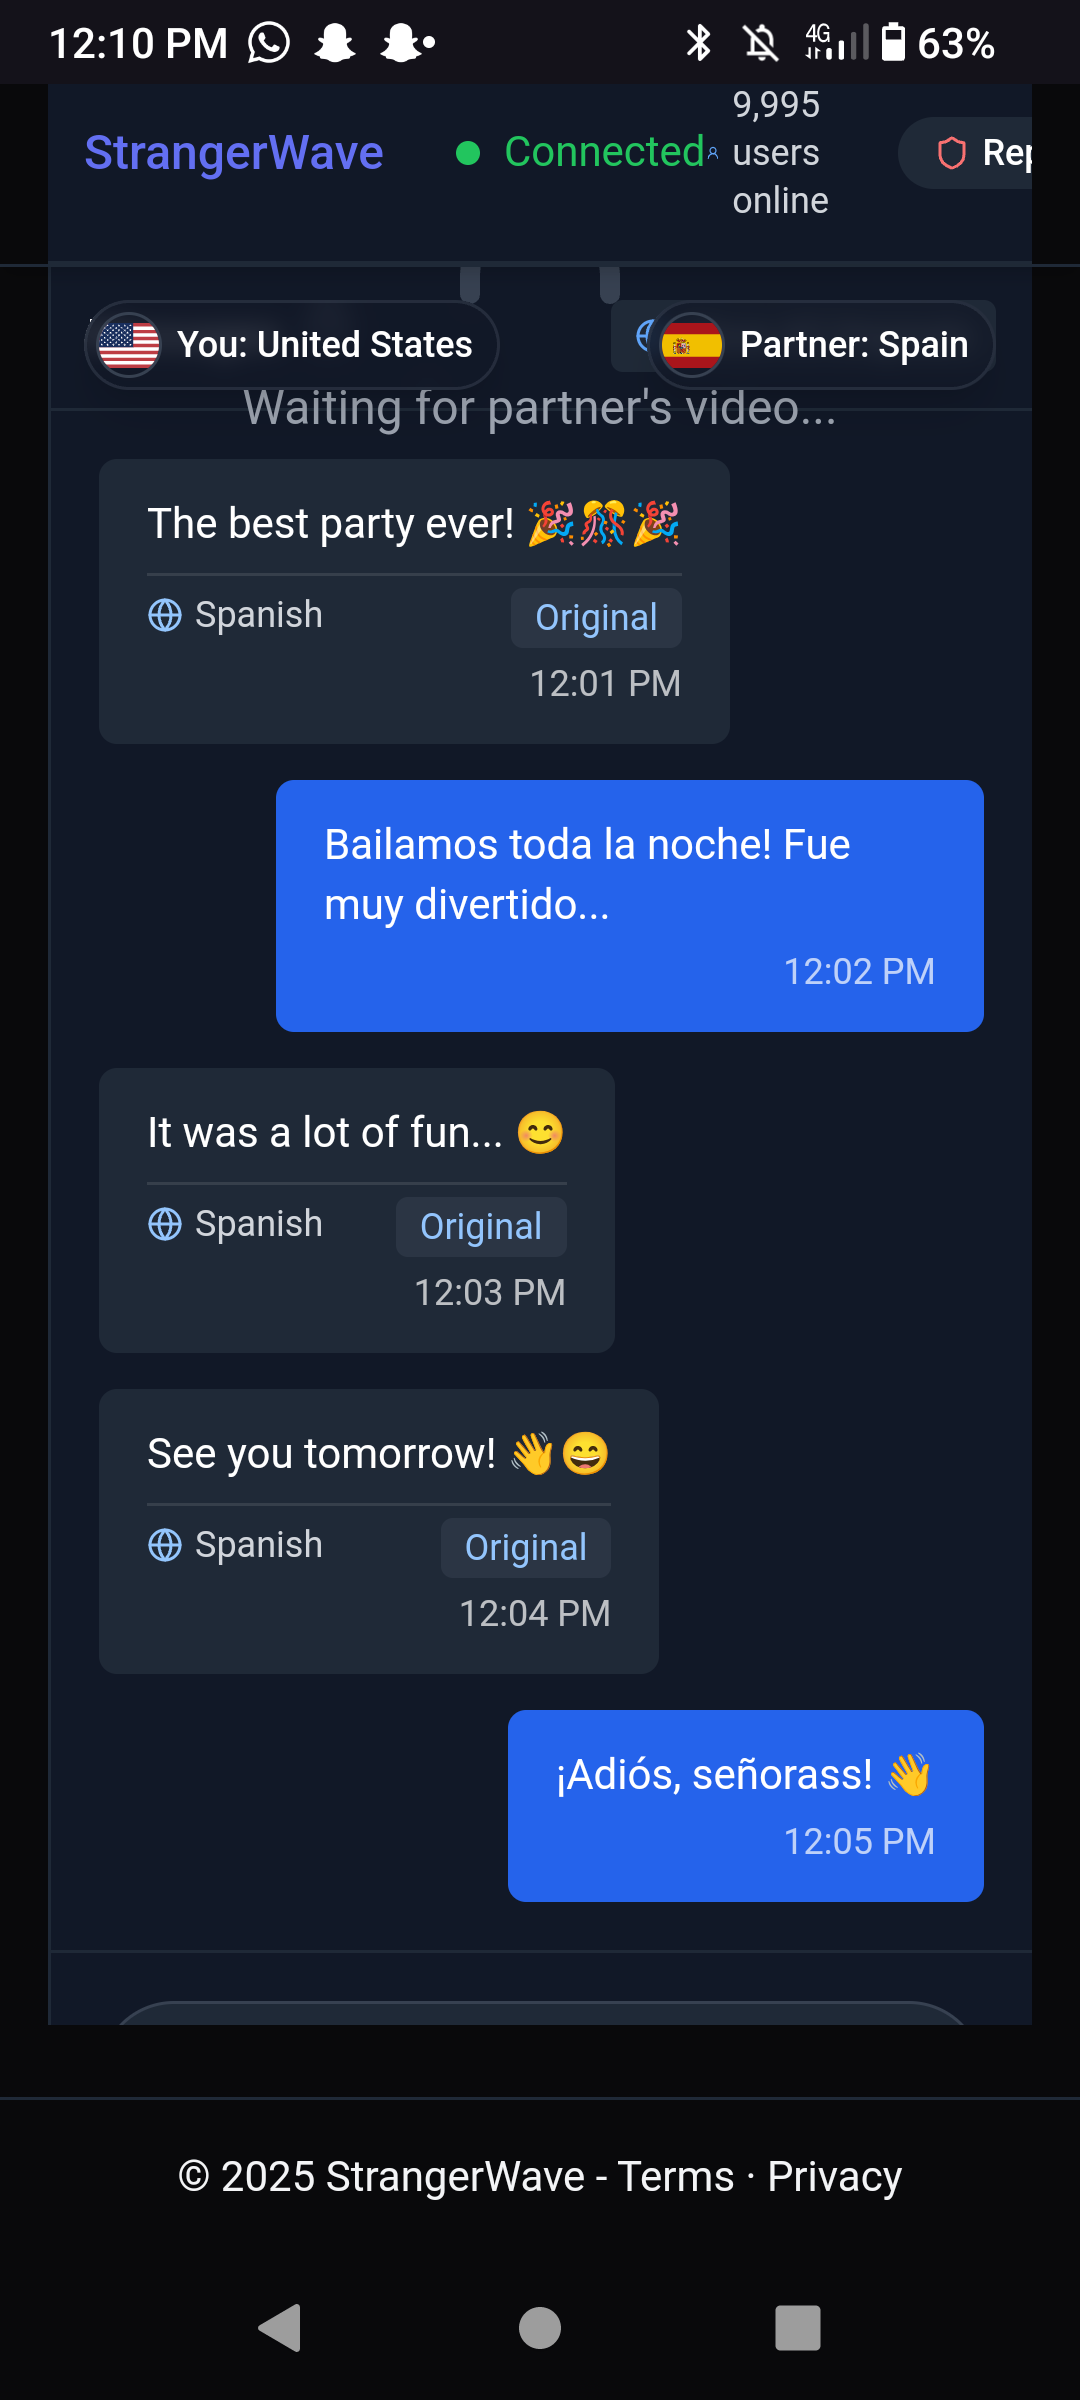 12:10 PM
4G
63%
StrangerWave
Connected
9,995
users
online
You: United States
Partner: Spain
Waiting for partner's video...
The best party ever! 🎉🎊🎉
Spanish
Original
12:01 PM
Bailamos toda la noche! Fue
muy divertido...
12:02 PM
It was a lot of fun... 😊
Spanish
Original
12:03 PM
See you tomorrow! 👋😄
Spanish
Original
12:04 PM
¡Adiós, señorass! 👋
12:05 PM
© 2025 StrangerWave - Terms · Privacy